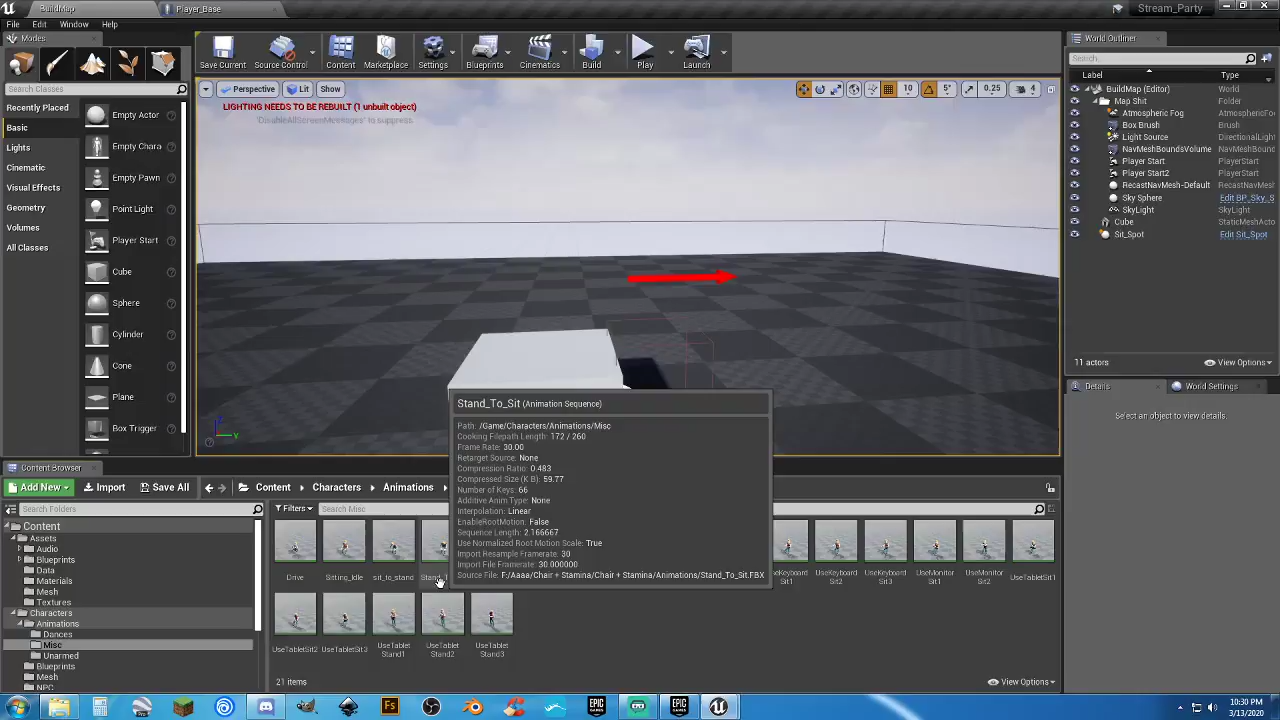 BuildMap
Player_Base
Stream_Party
File
Edit
Window
Help
Modes
Search Classes
Recently Placed
Basic
Lights
Cinematic
Visual Effects
Geometry
Volumes
All Classes
Empty Actor
Empty Chara
Empty Pawn
Point Light
Player Start
Cube
Sphere
Cylinder
Cone
Plane
Box Trigger
Save Current
Source Control
Content
Marketplace
Settings
Blueprints
Cinematics
Build
Play
Launch
Perspective
Lit
Show
10
5°
0.25
4
LIGHTING NEEDS TO BE REBUILT (1 unbuilt object)
'DisableAllScreenMessages' to suppress.
World Outliner
Search
Label
Type
BuildMap (Editor)
World
Map Shit
Folder
Atmospheric Fog
AtmosphericF
Box Brush
Brush
Light Source
DirectionalLigh
NavMeshBoundsVolume
NavMeshBound
Player Start
PlayerStart
Player Start2
PlayerStart
RecastNavMesh-Default
RecastNavMes
Sky Sphere
Edit BP_Sky_S
SkyLight
SkyLight
Cube
StaticMeshActo
Sit_Spot
Edit Sit_Spot
11 actors
View Options
Details
World Settings
Select an object to view details.
Stand_To_Sit (Animation Sequence)
Path: /Game/Characters/Animations/Misc
Cooking Filepath Length: 172 / 260
Frame Rate: 30.00
Retarget Source: None
Compression Ratio: 0.483
Compressed Size (K B): 59.77
Number of Keys: 66
Additive Anim Type: None
Interpolation: Linear
EnableRootMotion: False
Sequence Length: 2.166667
Use Normalized Root Motion Scale: True
Import Resample Framerate: 30
Import File Framerate: 30.000000
Source File: F:/Aaaa/Chair + Stamina/Chair + Stamina/Animations/Stand_To_Sit.FBX
Content Browser
Add New
Import
Save All
Content
Characters
Animations
Search Folders
Filters
Search Misc
Content
Assets
Audio
Blueprints
Data
Materials
Mesh
Textures
Characters
Animations
Dances
Misc
Unarmed
Blueprints
Mesh
NPC
Drive
Sitting_Idle
sit_to_stand
UseKeyboard
Sit1
UseKeyboard
Sit2
UseKeyboard
Sit3
UseMonitor
Sit1
UseMonitor
Sit2
UseTabletSit1
UseTabletSit2
UseTabletSit3
UseTablet
Stand1
UseTablet
Stand2
UseTablet
Stand3
21 items
View Options
10:30 PM
3/13/2020